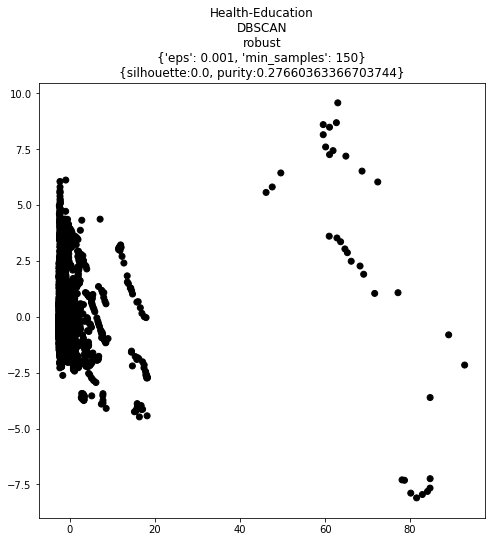 Health-Education
DBSCAN
robust
{'eps': 0.001, 'min_samples': 150}
{silhouette:0.0, purity:0.27660363366703744}
10.0
7.5
5.0
2.5
0.0
−2.5
−5.0
−7.5
0 20 40 60 80